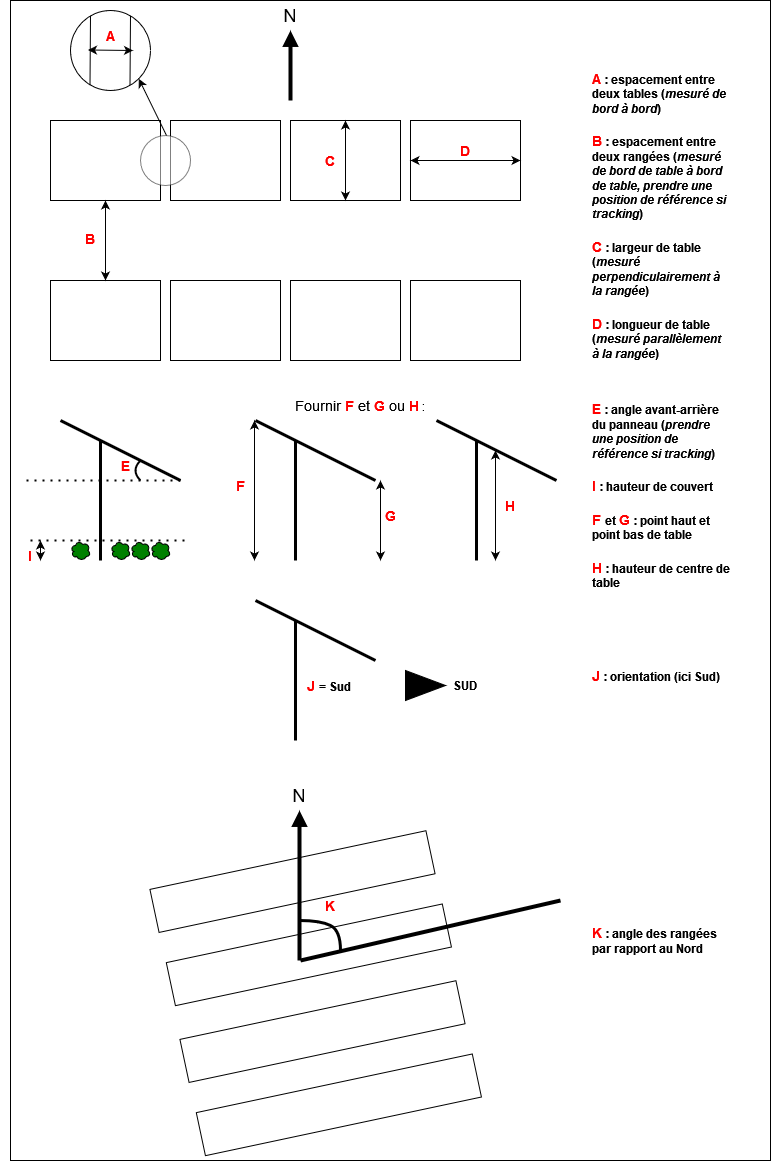 N
A
A : espacement entre
deux tables (mesuré de
bord à bord)
B : espacement entre
deux rangées (mesuré
de bord de table à bord
de table, prendre une
position de référence si
tracking)
C
D
B
C : largeur de table
(mesuré
perpendiculairement à
la rangée)
D : longueur de table
(mesuré parallèlement
à la rangée)
Fournir F et G ou H :
E : angle avant-arrière
du panneau (prendre
une position de
référence si tracking)
E
F
G
H
I
I : hauteur de couvert
F et G : point haut et
point bas de table
H : hauteur de centre de
table
J = Sud
SUD
J : orientation (ici Sud)
N
K
K : angle des rangées
par rapport au Nord